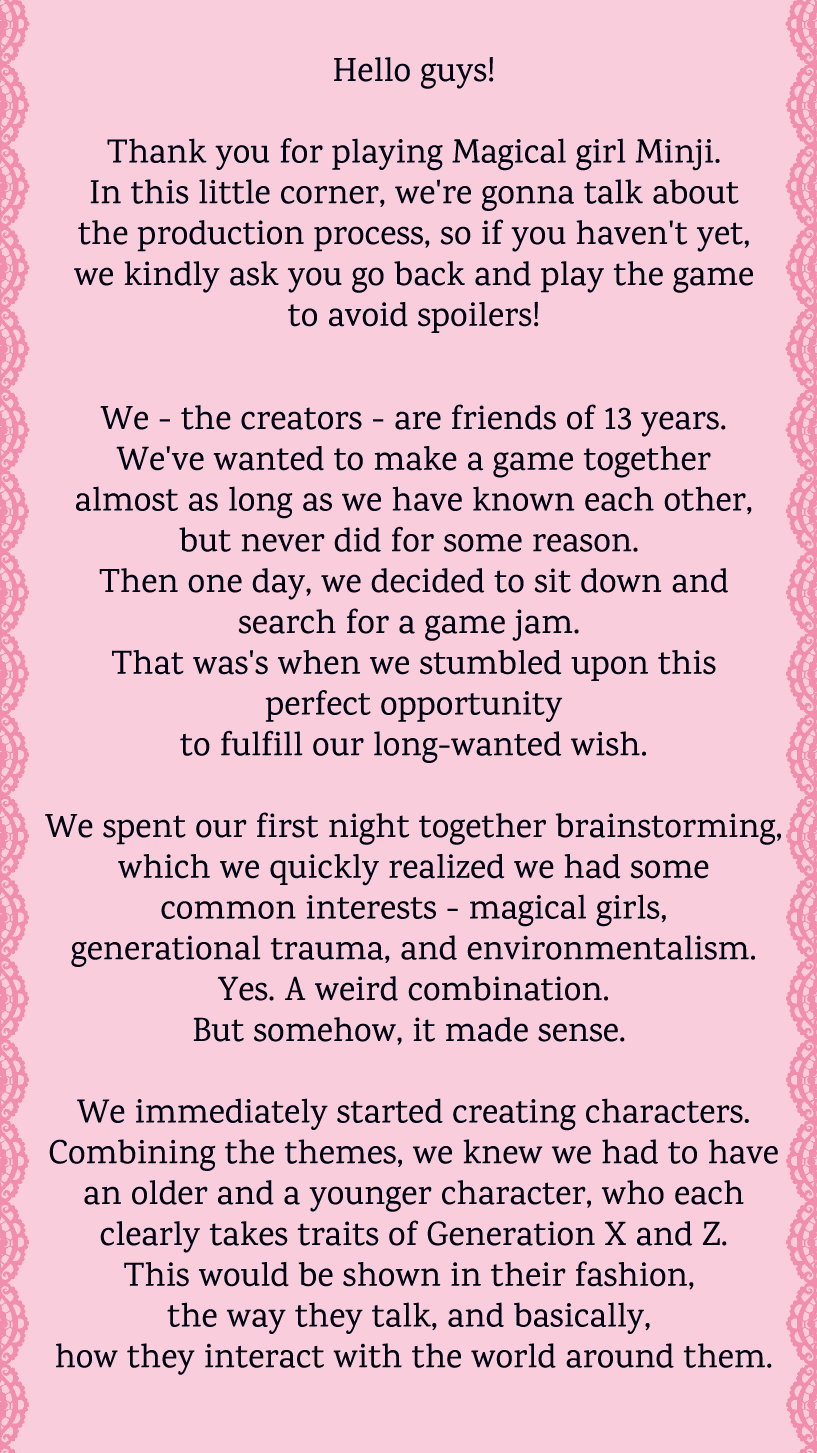 Hello guys!
Thank you for playing Magical girl Minji.
In this little corner, we're gonna talk about
the production process, so if you haven't yet,
we kindly ask you go back and play the game
to avoid spoilers!
We - the creators - are friends of 13 years.
We've wanted to make a game together
almost as long as we have known each other,
but never did for some reason.
Then one day, we decided to sit down and
search for a game jam.
That was's when we stumbled upon this
perfect opportunity
to fulfill our long-wanted wish.
We spent our first night together brainstorming,
which we quickly realized we had some
common interests - magical girls,
generational trauma, and environmentalism.
Yes. A weird combination.
But somehow, it made sense.
We immediately started creating characters.
Combining the themes, we knew we had to have
an older and a younger character, who each
clearly takes traits of Generation X and Z.
This would be shown in their fashion,
the way they talk, and basically,
how they interact with the world around them.